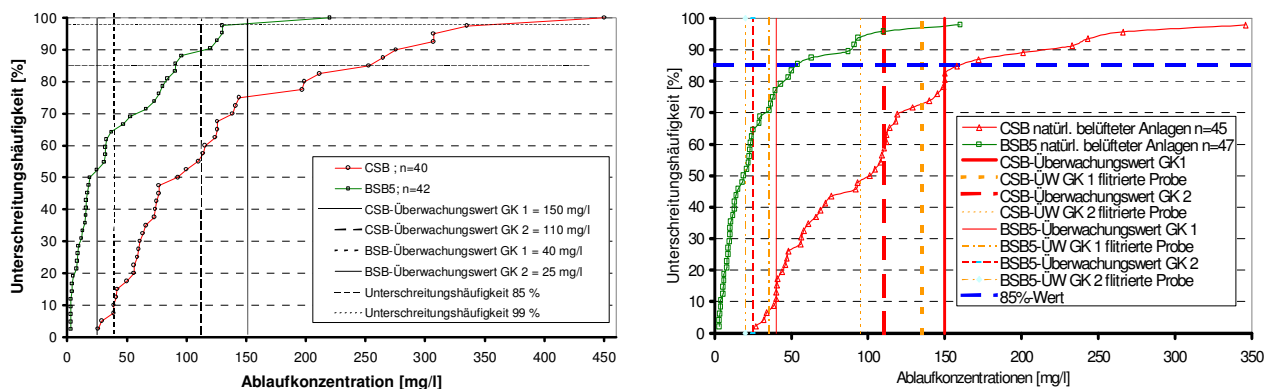 Unterschreitungshäufigkeit [%]
100
90
80
70
60
50
40
30
20
10
0
CSB ; n=40
BSB5; n=42
CSB-Überwachungswert GK 1 = 150 mg/l
CSB-Überwachungswert GK 2 = 110 mg/l
BSB-Überwachungswert GK 1 = 40 mg/l
BSB-Überwachungswert GK 2 = 25 mg/l
Unterschreitungshäufigkeit 85 %
Unterschreitungshäufigkeit 99 %
0 50 100 150 200 250 300 350 400 450
Ablaufkonzentration [mg/l]
Unterschreitungshäufigkeit [%]
100
90
80
70
60
50
40
30
20
10
0
CSB natürl. belüfteter Anlagen n=45
BSB5 natürl. belüfteter Anlagen n=47
CSB-Überwachungswert GK1
CSB-ÜW GK 1 flitrierte Probe
CSB-Überwachungswert GK 2
CSB-ÜW GK 2 flitrierte Probe
BSB5-Überwachungswert GK 1
BSB5-ÜW GK 1 flitrierte Probe
BSB5-Überwachungswert GK 2
BSB5-ÜW GK 2 flitrierte Probe
85%-Wert
0 50 100 150 200 250 300 350
Ablaufkonzentrationen [mg/l]